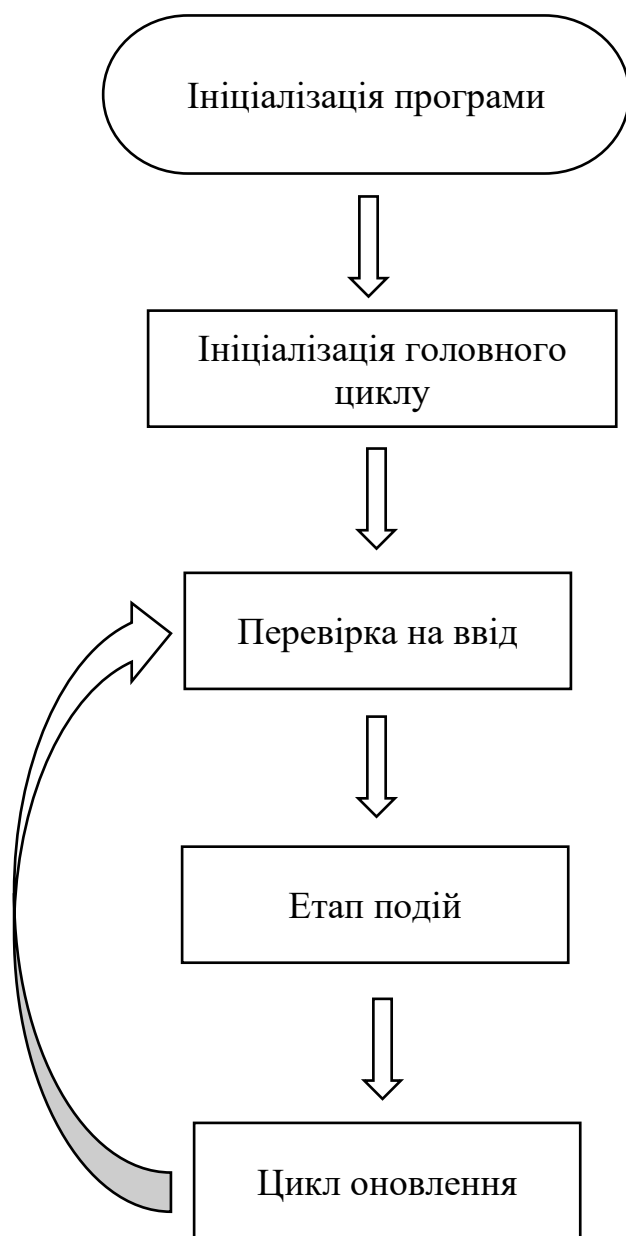 Ініціалізація програми
Ініціалізація головного
циклу
Перевірка на ввід
Етап подій
Цикл оновлення